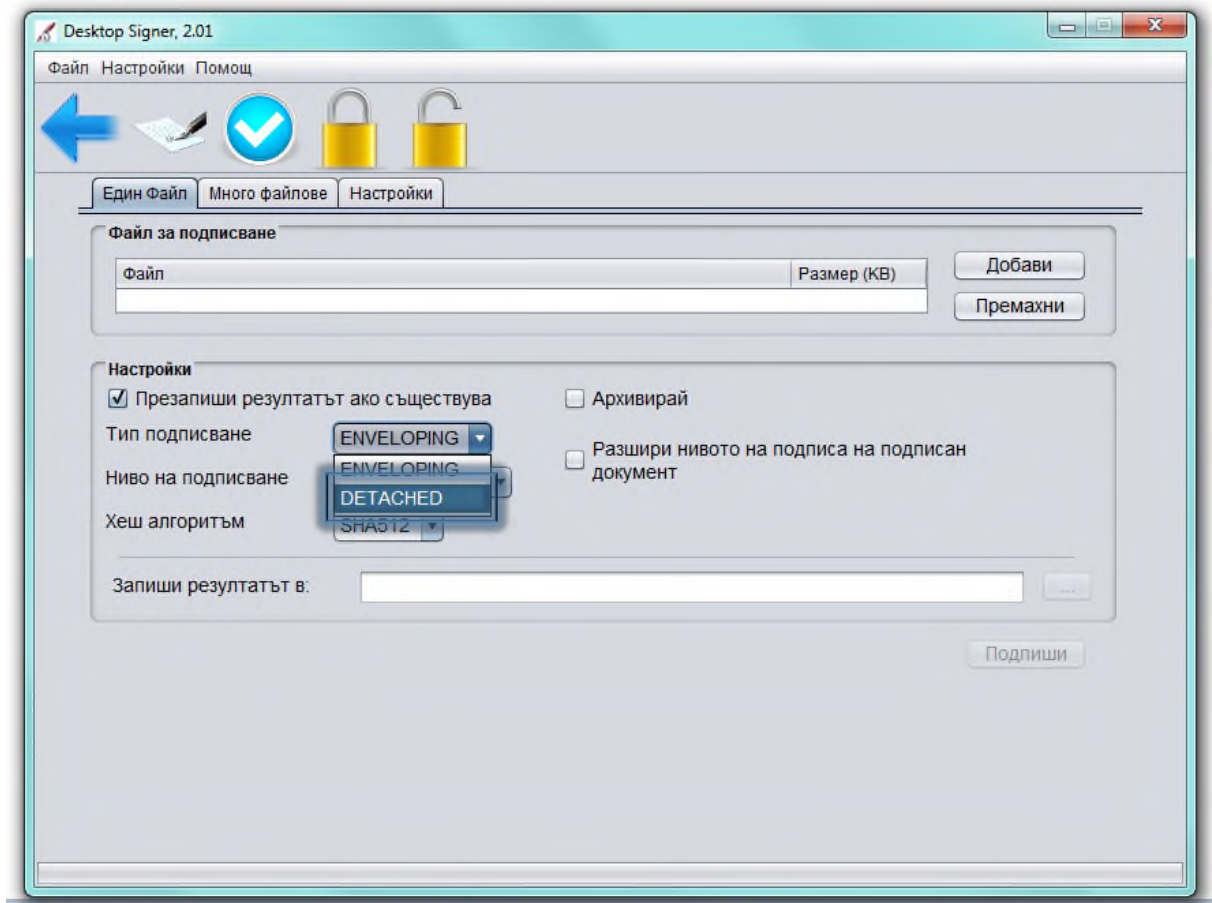 Desktop Signer, 2.01
Файл Настройки Помощ
Един Файл Много файлове Настройки
Файл за подписване
Файл Размер (KB) Добави
Премахни
Настройки
Презапиши резултатът ако съществува Архивирай
Тип подписване ENVELOPING
Разшири нивото на подписа на подписан документ
ENVELOPING
Ниво на подписване
DETACHED
Хеш алгоритъм SHA512
Запиши резултатът в: ...
Подпиши